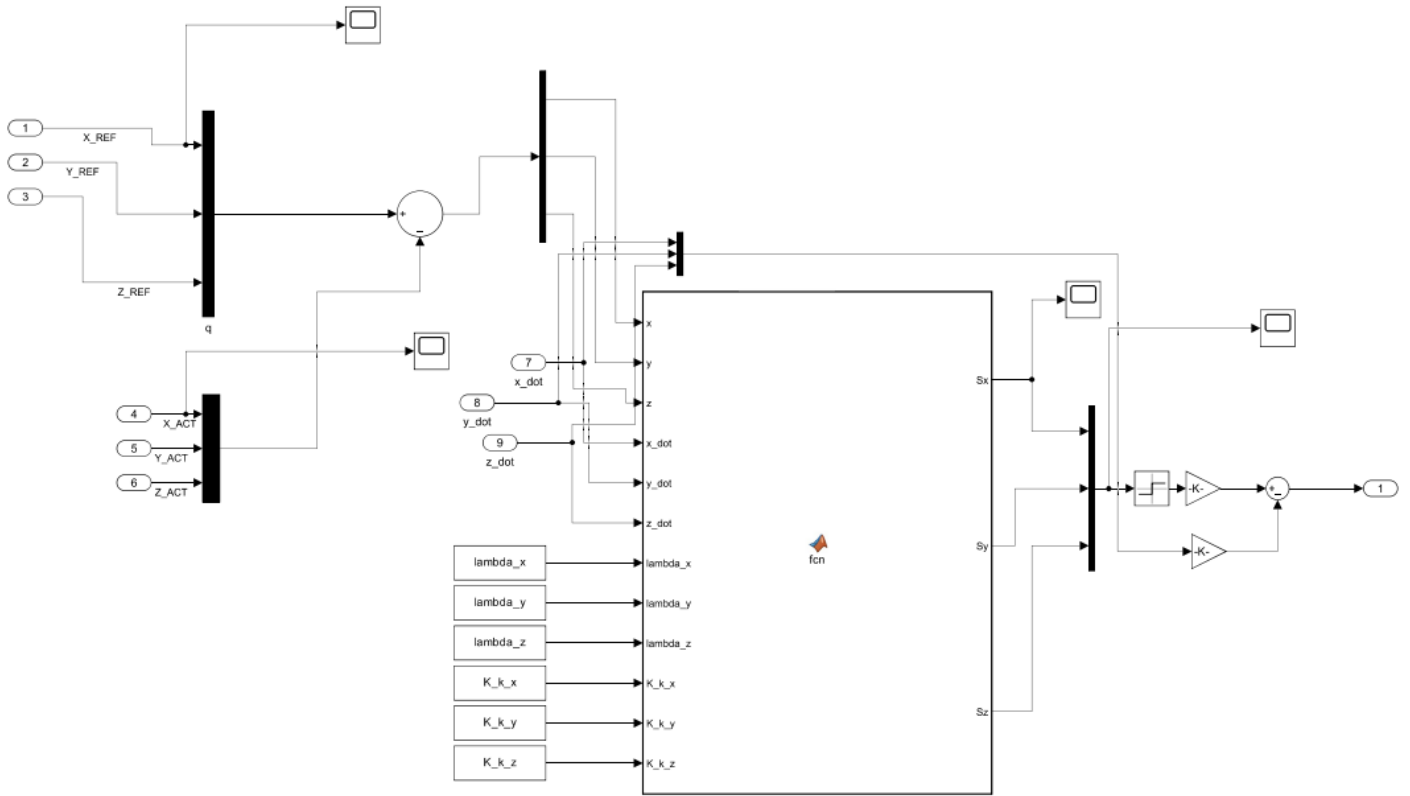 1
X_REF
2
Y_REF
3
Z_REF
q
+
−
4
X_ACT
5
Y_ACT
6
Z_ACT
7
x_dot
8
y_dot
9
z_dot
x
y
z
x_dot
y_dot
z_dot
lambda_x
lambda_x
lambda_y
lambda_y
lambda_z
lambda_z
K_k_x
K_k_x
K_k_y
K_k_y
K_k_z
K_k_z
fcn
Sx
Sy
Sz
-K-
-K-
+
−
1